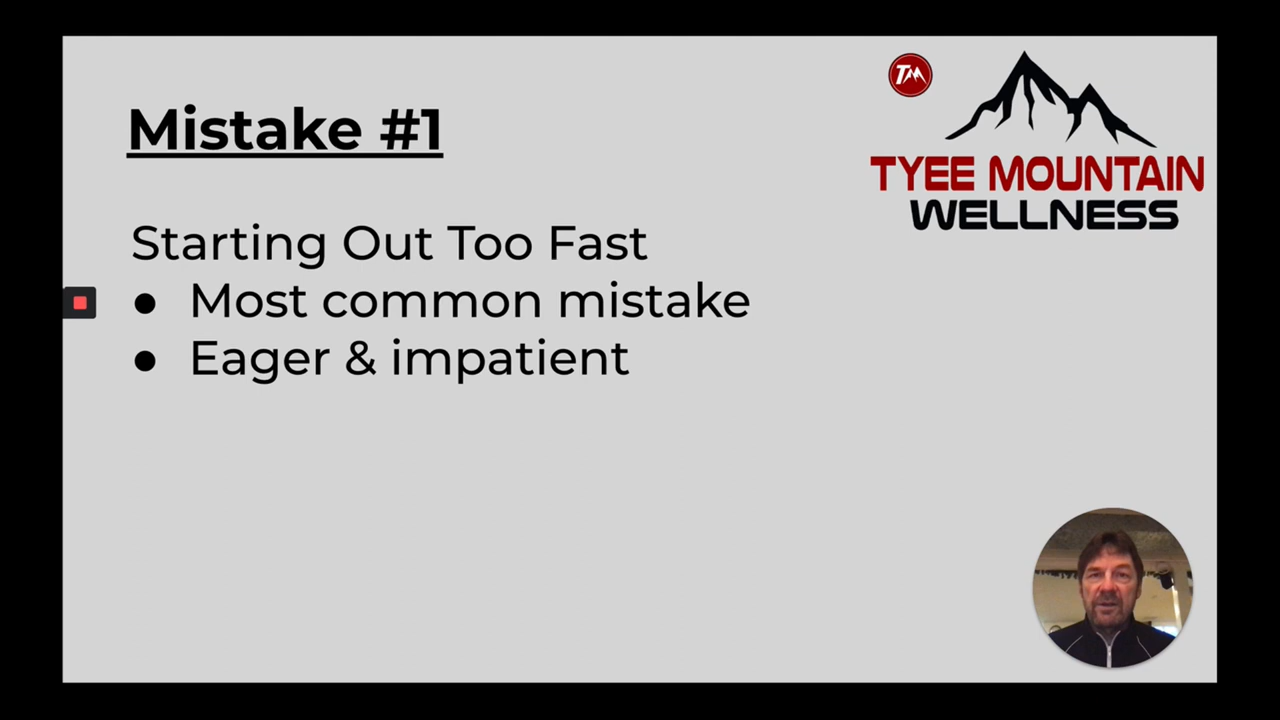 Mistake #1
TM
TYEE MOUNTAIN
WELLNESS
Starting Out Too Fast
● Most common mistake
● Eager & impatient